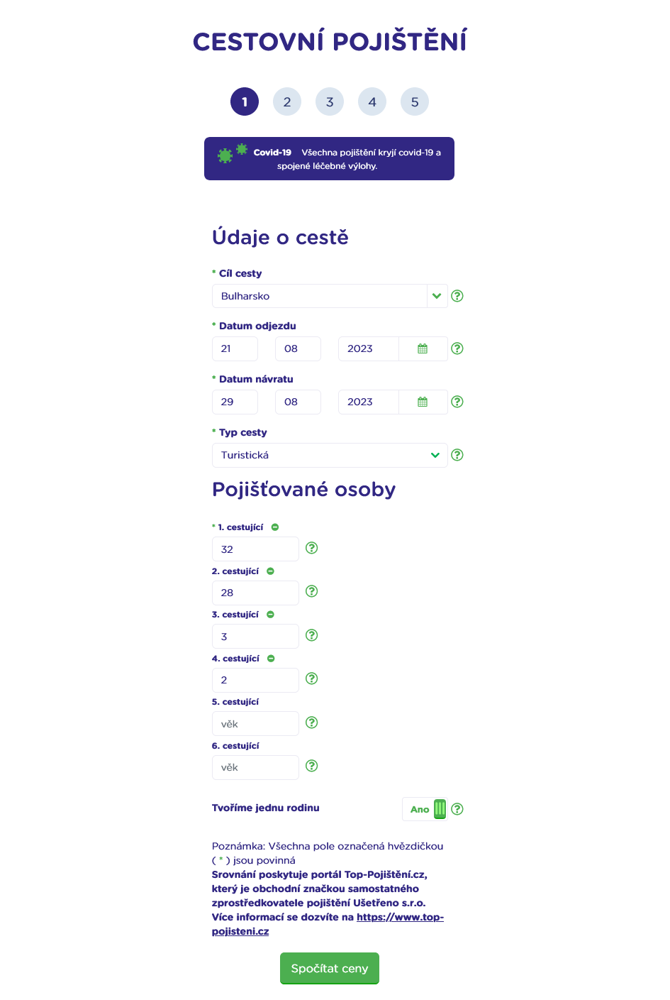 CESTOVNÍ POJIŠTĚNÍ
1 2 3 4 5
Covid-19 Všechna pojištění kryjí covid-19 a
spojené léčebné výlohy.
Údaje o cestě
* Cíl cesty
Bulharsko
* Datum odjezdu
21 08 2023
* Datum návratu
29 08 2023
* Typ cesty
Turistická
Pojišťované osoby
* 1. cestující
32
2. cestující
28
3. cestující
3
4. cestující
2
5. cestující
věk
6. cestující
věk
Tvoříme jednu rodinu Ano
Poznámka: Všechna pole označená hvězdičkou
( * ) jsou povinná
Srovnání poskytuje portál Top-Pojištění.cz,
který je obchodní značkou samostatného
zprostředkovatele pojištění Ušetřeno s.r.o.
Více informací se dozvíte na https://www.top-
pojisteni.cz
Spočítat ceny